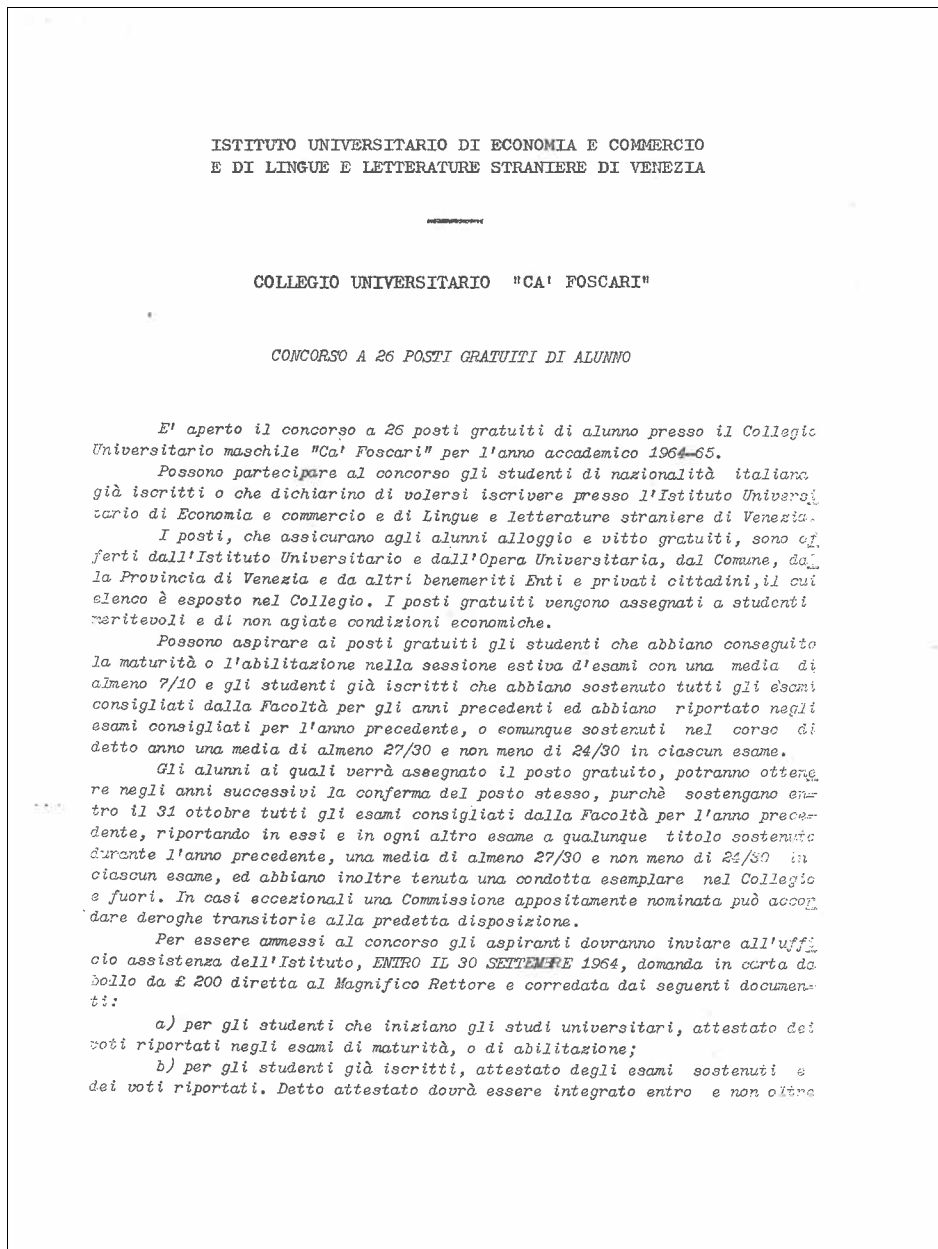 ISTITUTO UNIVERSITARIO DI ECONOMIA E COMMERCIO
E DI LINGUE E LETTERATURE STRANIERE DI VENEZIA
COLLEGIO UNIVERSITARIO "CA' FOSCARI"
CONCORSO A 26 POSTI GRATUITI DI ALUNNO
E' aperto il concorso a 26 posti gratuiti di alunno presso il Collegio
Universitario maschile "Ca' Foscari" per l'anno accademico 1964-65.
Possono partecipare al concorso gli studenti di nazionalità italiana
già iscritti o che dichiarino di volersi iscrivere presso l'Istituto Universi
tario di Economia e commercio e di Lingue e letterature straniere di Venezia.
I posti, che assicurano agli alunni alloggio e vitto gratuiti, sono of
ferti dall'Istituto Universitario e dall'Opera Universitaria, dal Comune, dal
la Provincia di Venezia e da altri benemeriti Enti e privati cittadini,il cui
elenco è esposto nel Collegio. I posti gratuiti vengono assegnati a studenti
meritevoli e di non agiate condizioni economiche.
Possono aspirare ai posti gratuiti gli studenti che abbiano conseguito
la maturità o l'abilitazione nella sessione estiva d'esami con una media di
almeno 7/10 e gli studenti già iscritti che abbiano sostenuto tutti gli esami
consigliati dalla Facoltà per gli anni precedenti ed abbiano riportato negli
esami consigliati per l'anno precedente, o comunque sostenuti nel corso di
detto anno una media di almeno 27/30 e non meno di 24/30 in ciascun esame.
Gli alunni ai quali verrà assegnato il posto gratuito, potranno ottene
re negli anni successivi la conferma del posto stesso, purchè sostengano en-
tro il 31 ottobre tutti gli esami consigliati dalla Facoltà per l'anno prece-
dente, riportando in essi e in ogni altro esame a qualunque titolo sostenuto
durante l'anno precedente, una media di almeno 27/30 e non meno di 24/30 in
ciascun esame, ed abbiano inoltre tenuta una condotta esemplare nel Collegio
e fuori. In casi eccezionali una Commissione appositamente nominata può accor
dare deroghe transitorie alla predetta disposizione.
Per essere ammessi al concorso gli aspiranti dovranno inviare all'uffi
cio assistenza dell'Istituto, ENTRO IL 30 SETTEMBRE 1964, domanda in carta da
bollo da £ 200 diretta al Magnifico Rettore e corredata dai seguenti documen-
ti:
a) per gli studenti che iniziano gli studi universitari, attestato dei
voti riportati negli esami di maturità, o di abilitazione;
b) per gli studenti già iscritti, attestato degli esami sostenuti e
dei voti riportati. Detto attestato dovrà essere integrato entro e non oltre